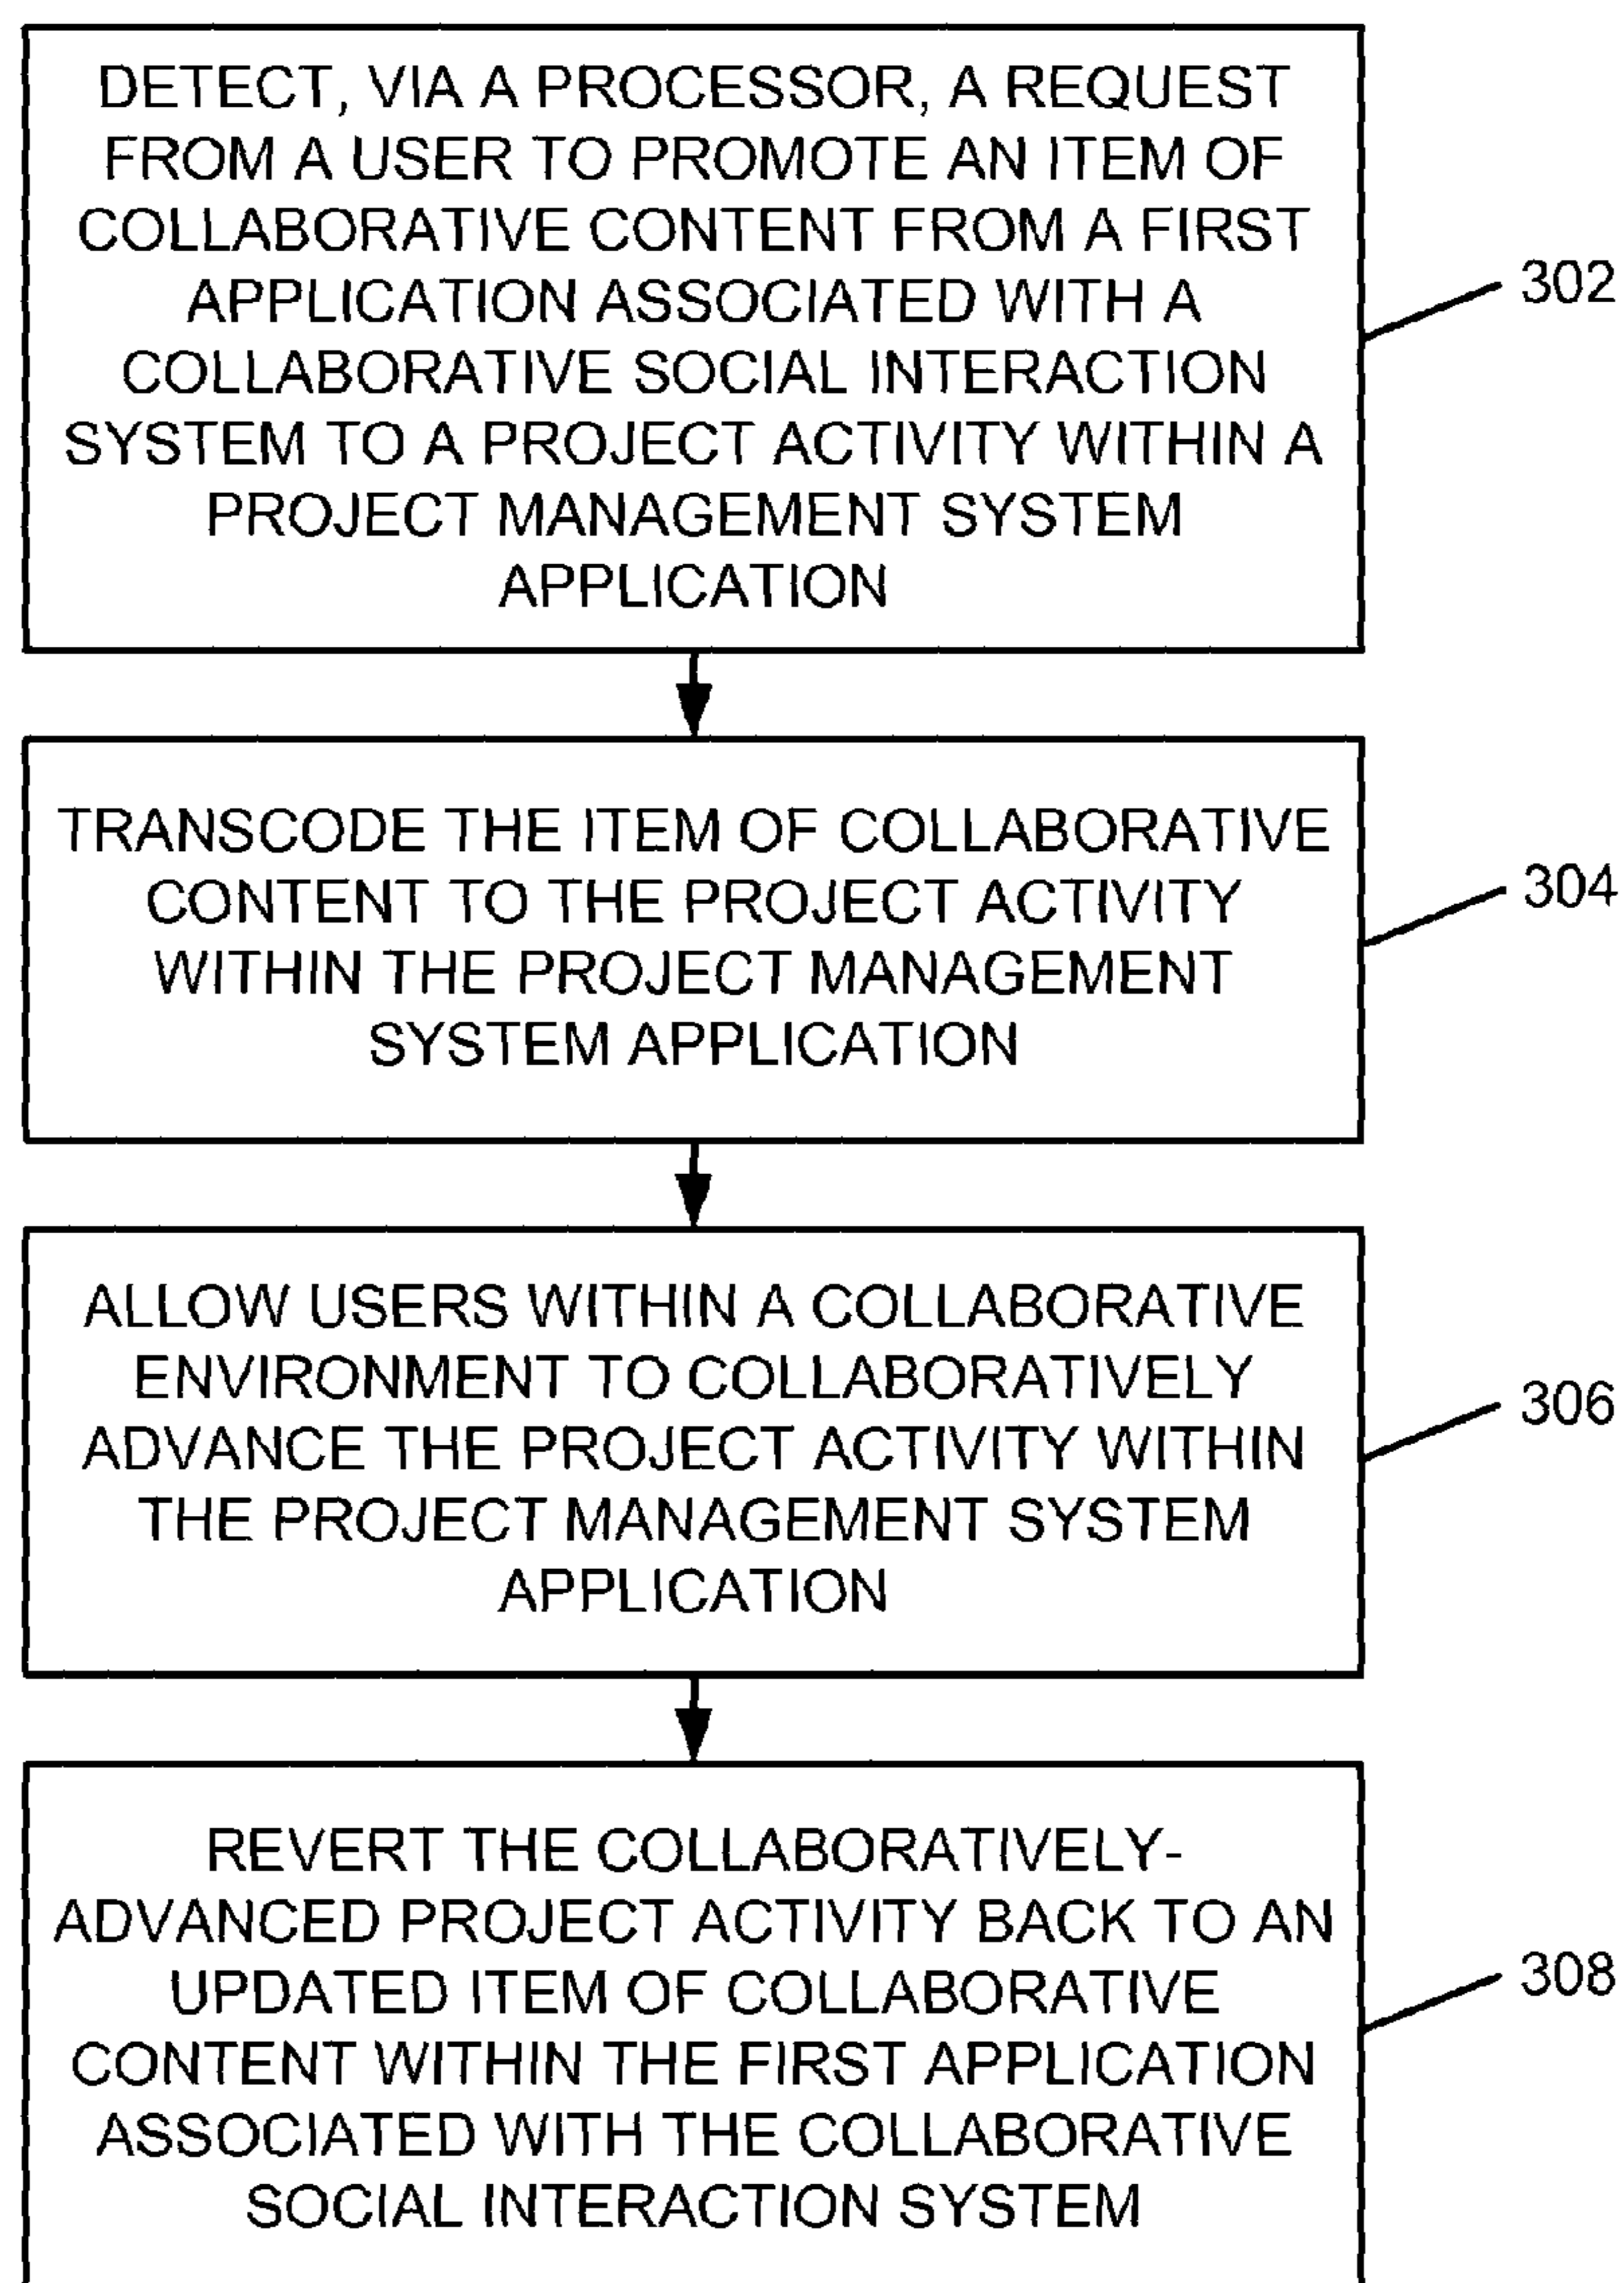 DETECT, VIA A PROCESSOR, A REQUEST
FROM A USER TO PROMOTE AN ITEM OF
COLLABORATIVE CONTENT FROM A FIRST
APPLICATION ASSOCIATED WITH A
COLLABORATIVE SOCIAL INTERACTION
SYSTEM TO A PROJECT ACTIVITY WITHIN A
PROJECT MANAGEMENT SYSTEM
APPLICATION
302
TRANSCODE THE ITEM OF COLLABORATIVE
CONTENT TO THE PROJECT ACTIVITY
WITHIN THE PROJECT MANAGEMENT
SYSTEM APPLICATION
304
ALLOW USERS WITHIN A COLLABORATIVE
ENVIRONMENT TO COLLABORATIVELY
ADVANCE THE PROJECT ACTIVITY WITHIN
THE PROJECT MANAGEMENT SYSTEM
APPLICATION
306
REVERT THE COLLABORATIVELY-
ADVANCED PROJECT ACTIVITY BACK TO AN
UPDATED ITEM OF COLLABORATIVE
CONTENT WITHIN THE FIRST APPLICATION
ASSOCIATED WITH THE COLLABORATIVE
SOCIAL INTERACTION SYSTEM
308